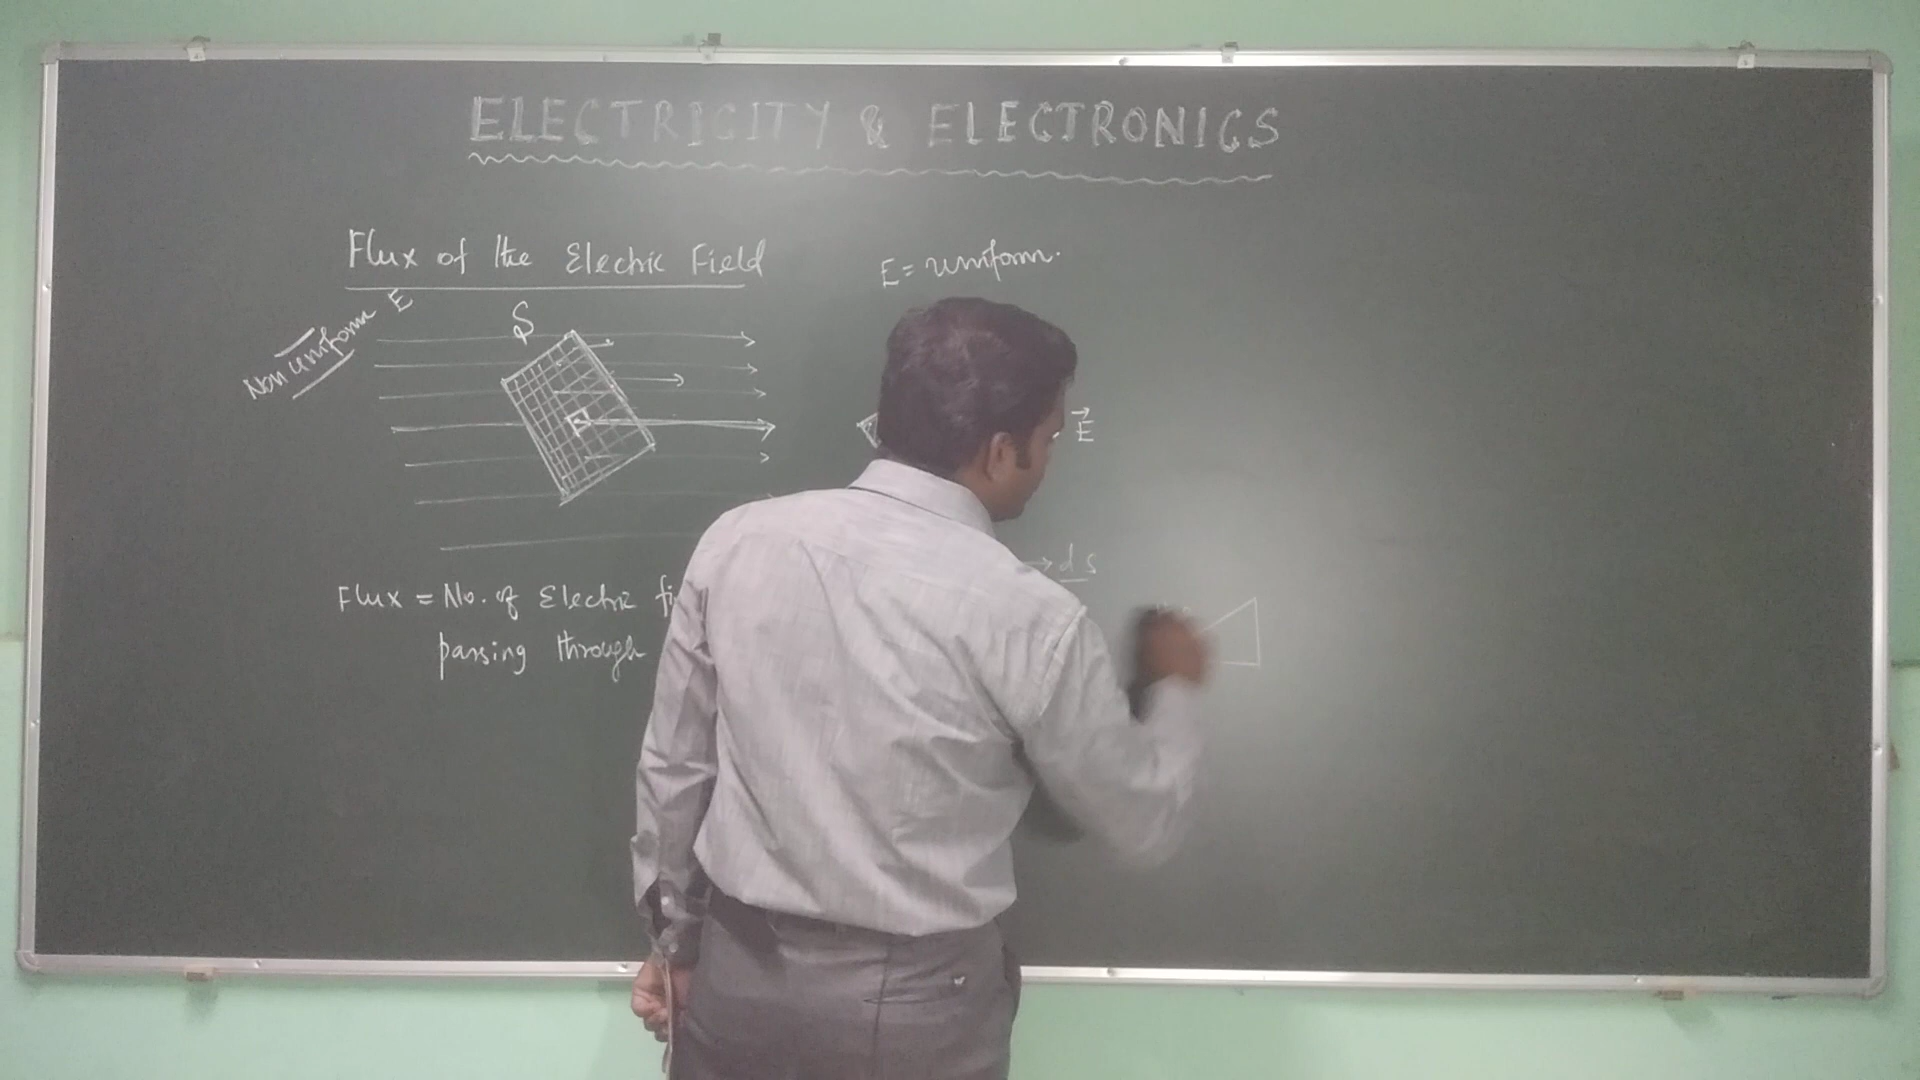 ELECTRICITY & ELECTRONICS
Flux of the Electric Field
Non uniform E
S
Flux = No. of Electric
passing through
E = uniform.
E
ds